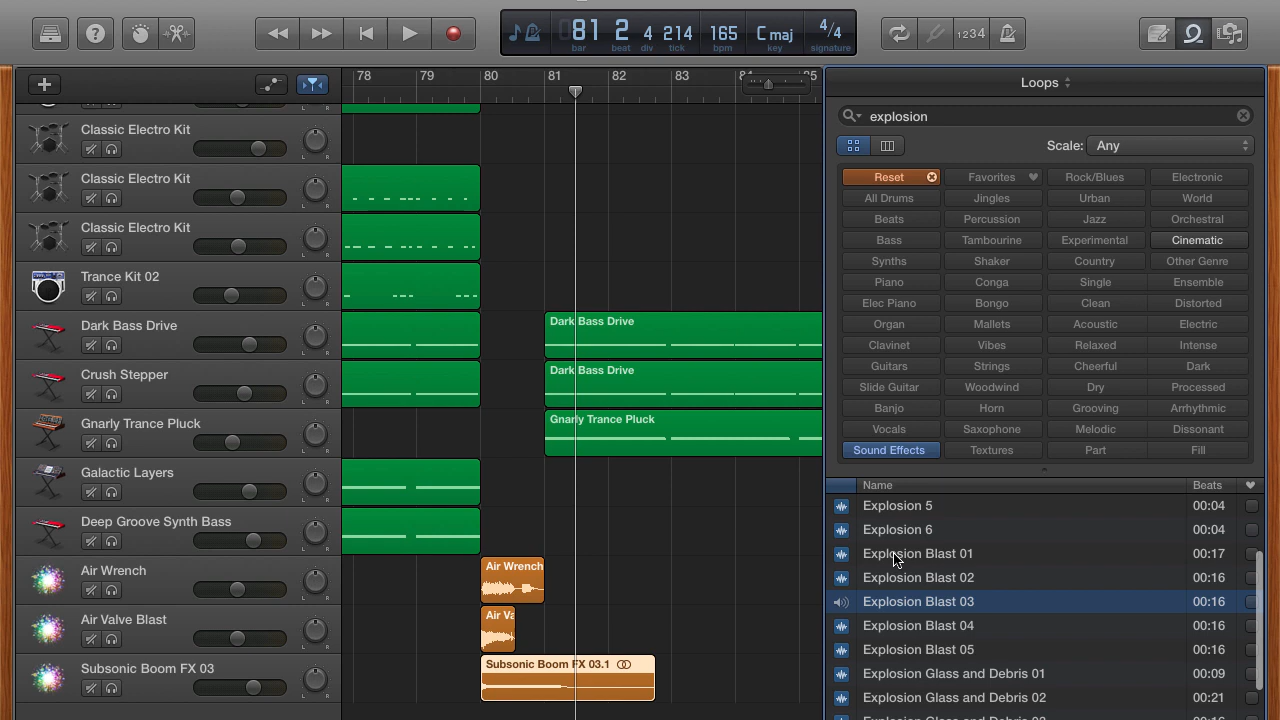 81 2 4 214 165 C maj 4/4
bar beat div tick bpm key signature
1234
78 79 80 81 82 83 84 85
Loops
explosion
Scale: Any
Reset Favorites Rock/Blues Electronic
All Drums Jingles Urban World
Beats Percussion Jazz Orchestral
Bass Tambourine Experimental Cinematic
Synths Shaker Country Other Genre
Piano Conga Single Ensemble
Elec Piano Bongo Clean Distorted
Organ Mallets Acoustic Electric
Clavinet Vibes Relaxed Intense
Guitars Strings Cheerful Dark
Slide Guitar Woodwind Dry Processed
Banjo Horn Grooving Arrhythmic
Vocals Saxophone Melodic Dissonant
Sound Effects Textures Part Fill
Name Beats
Explosion 5 00:04
Explosion 6 00:04
Explosion Blast 01 00:17
Explosion Blast 02 00:16
Explosion Blast 03 00:16
Explosion Blast 04 00:16
Explosion Blast 05 00:16
Explosion Glass and Debris 01 00:09
Explosion Glass and Debris 02 00:21
Classic Electro Kit
L R
Classic Electro Kit
L R
Classic Electro Kit
L R
Trance Kit 02
L R
Dark Bass Drive
L R
Dark Bass Drive
Crush Stepper
L R
Dark Bass Drive
Gnarly Trance Pluck
L R
Gnarly Trance Pluck
Galactic Layers
L R
Deep Groove Synth Bass
L R
Air Wrench
L R
Air Wrench
Air Valve Blast
L R
Air Va
Subsonic Boom FX 03
L R
Subsonic Boom FX 03.1